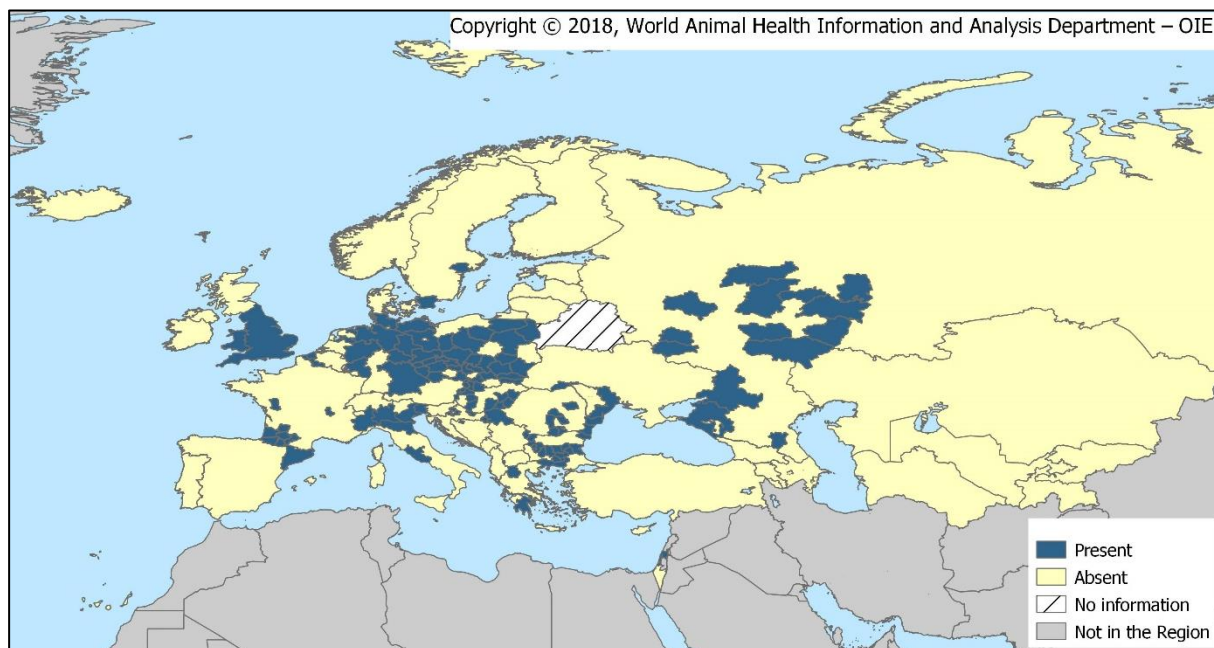 Copyright © 2018, World Animal Health Information and Analysis Department – OIE
Present
Absent
No information
Not in the Region